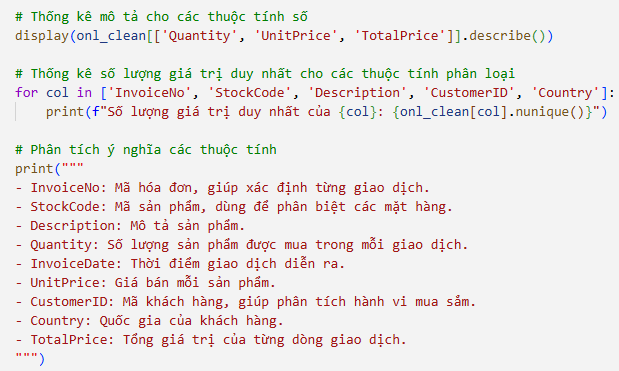 # Thống kê mô tả cho các thuộc tính số
display(onl_clean[['Quantity', 'UnitPrice', 'TotalPrice']].describe())
# Thống kê số lượng giá trị duy nhất cho các thuộc tính phân loại
for col in ['InvoiceNo', 'StockCode', 'Description', 'CustomerID', 'Country']:
    print(f"Số lượng giá trị duy nhất của {col}: {onl_clean[col].nunique()}")
# Phân tích ý nghĩa các thuộc tính
print("""
- InvoiceNo: Mã hóa đơn, giúp xác định từng giao dịch.
- StockCode: Mã sản phẩm, dùng để phân biệt các mặt hàng.
- Description: Mô tả sản phẩm.
- Quantity: Số lượng sản phẩm được mua trong mỗi giao dịch.
- InvoiceDate: Thời điểm giao dịch diễn ra.
- UnitPrice: Giá bán mỗi sản phẩm.
- CustomerID: Mã khách hàng, giúp phân tích hành vi mua sắm.
- Country: Quốc gia của khách hàng.
- TotalPrice: Tổng giá trị của từng dòng giao dịch.
""")